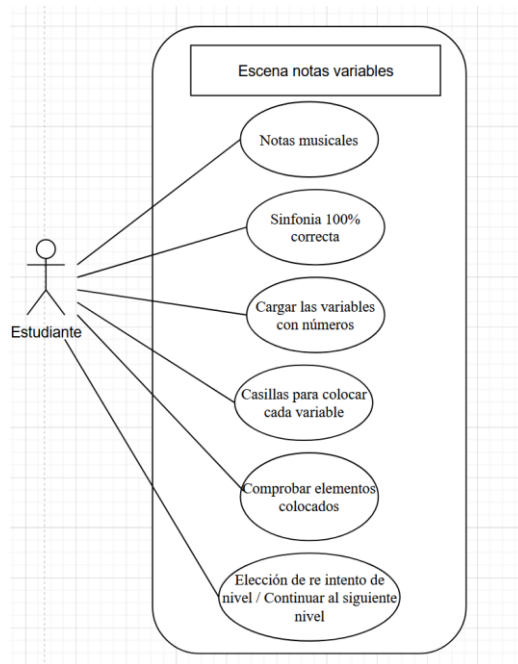 Escena notas variables
Notas musicales
Sinfonia 100%
correcta
Cargar las variables
con números
Estudiante
Casillas para colocar
cada variable
Comprobar elementos
colocados
Elección de re intento de
nivel / Continuar al siguiente
nivel